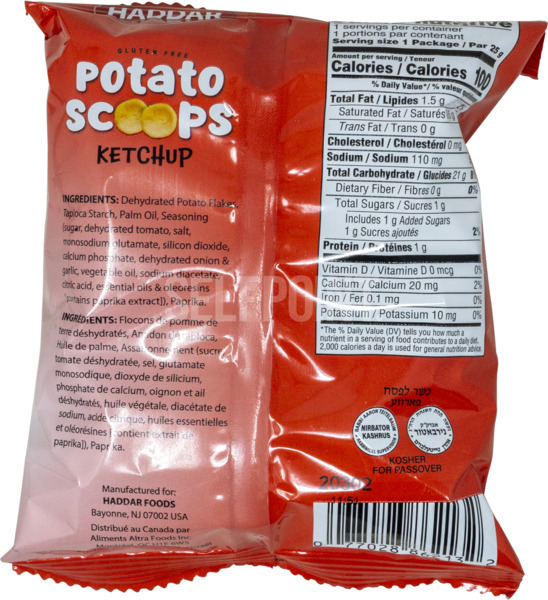 HADDAR
GLUTEN FREE
Potato
SCOOPS
KETCHUP
INGREDIENTS: Dehydrated Potato Flakes,
Tapioca Starch, Palm Oil, Seasoning
(sugar, dehydrated tomato, salt,
monosodium glutamate, silicon dioxide,
calcium phosphate, dehydrated onion &
garlic, vegetable oil, sodium diacetate,
citric acid, essential oils & oleoresins
[contains paprika extract]), Paprika.
INGRÉDIENTS: Flocons de pomme de
terre déshydratés, Amidon de tapioca,
Huile de palme, Assaisonnement (sucre,
tomate déshydratée, sel, glutamate
monosodique, dioxyde de silicium,
phosphate de calcium, oignon et ail
déshydratés, huile végétale, diacétate de
sodium, acide citrique, huiles essentielles
et oléorésines [contient extrait de
paprika]), Paprika.
Manufactured for:
HADDAR FOODS
Bayonne, NJ 07002 USA
Distribué au Canada par
Aliments Altra Foods Inc.
1 servings per container
1 portions par contenant
Serving size 1 Package / Par 25g
Amount per serving / Teneur
Calories / Calories 100
% Daily Value* / % valeur
Total Fat / Lipides 1.5 g
Saturated Fat / Saturés 0 g
Trans Fat / Trans 0 g
Cholesterol / Cholestérol 0 mg
Sodium / Sodium 110 mg
Total Carbohydrate / Glucides 21 g
Dietary Fiber / Fibres 0 g 0%
Total Sugars / Sucres 1 g
Includes 1 g Added Sugars
1 g Sucres ajoutés 2%
Protein / Protéines 1 g
Vitamin D / Vitamine D 0 mcg 0%
Calcium / Calcium 20 mg 2%
Iron / Fer 0.1 mg 0%
Potassium / Potassium 10 mg 0%
*The % Daily Value (DV) tells you how much a
nutrient in a serving of food contributes to a daily diet.
2,000 calories a day is used for general nutrition advice.
כשר לפסח
NIRBATOR
KASHRUS
נירבאטור
KOSHER
FOR PASSOVER
20302
11:51